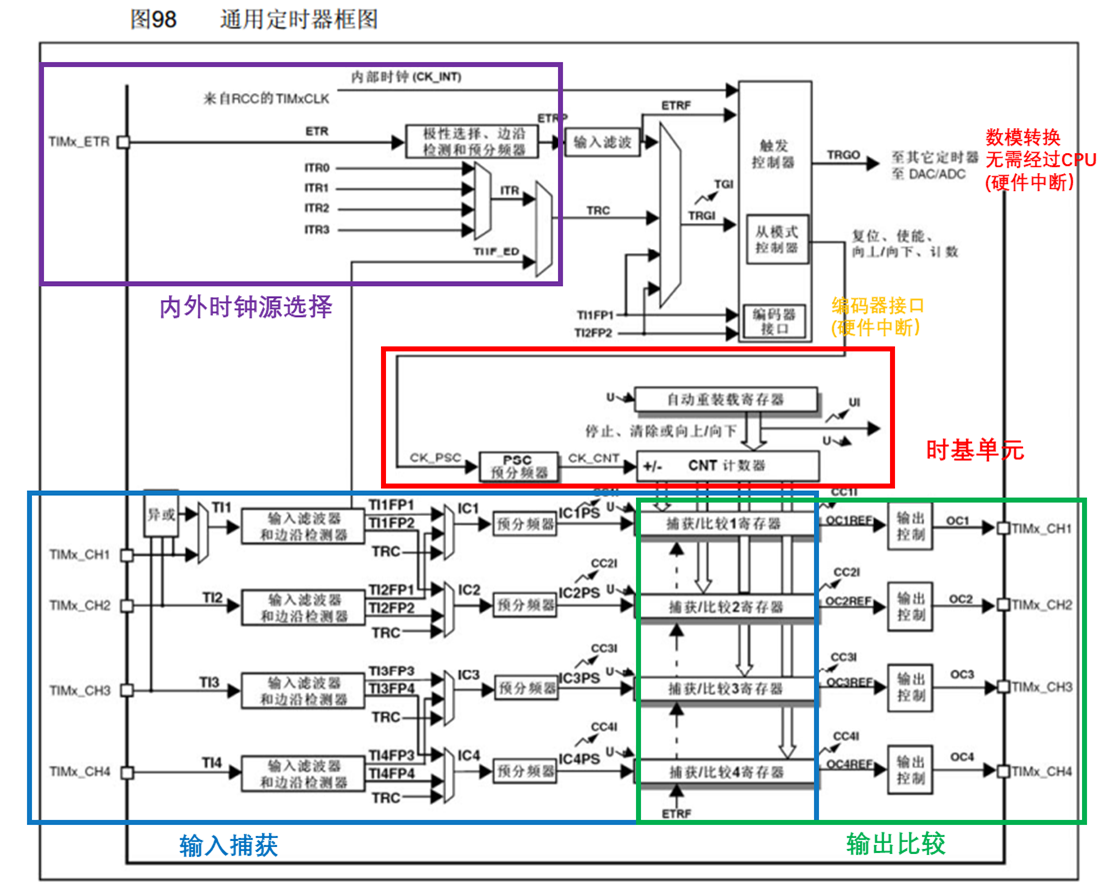 图98 通用定时器框图
内部时钟(CK_INT)
来自RCC的TIMxCLK
TIMx_ETR
ETR
极性选择、边沿
检测和预分频器
ETRP
输入滤波
ETRF
触发
控制器
TRGO
至其它定时器
至 DAC/ADC
数模转换
无需经过CPU
(硬件中断)
ITR0
ITR1
ITR2
ITR3
ITR
TRC
TI1F_ED
TGI
TRGI
从模式
控制器
复位、使能、
向上/向下、计数
TI1FP1
TI2FP2
编码器
接口
编码器接口
(硬件中断)
内外时钟源选择
U
自动重装载寄存器
UI
停止、清除或向上/向下
U
时基单元
CK_PSC
PSC
预分频器
CK_CNT
+/-
CNT 计数器
异或
TI1
输入滤波器
和边沿检测器
TI1FP1
TI1FP2
TRC
IC1
预分频器
CC1I
IC1PS
U
捕获/比较1寄存器
CC1I
OC1REF
输出
控制
OC1
TIMx_CH1
TIMx_CH1
TIMx_CH2
TI2
输入滤波器
和边沿检测器
TI2FP1
TI2FP2
TRC
IC2
预分频器
CC2I
IC2PS
U
捕获/比较2寄存器
CC2I
OC2REF
输出
控制
OC2
TIMx_CH2
TIMx_CH3
TI3
输入滤波器
和边沿检测器
TI3FP3
TI3FP4
TRC
IC3
预分频器
CC3I
IC3PS
U
捕获/比较3寄存器
CC3I
OC3REF
输出
控制
OC3
TIMx_CH3
TIMx_CH4
TI4
输入滤波器
和边沿检测器
TI4FP3
TI4FP4
TRC
IC4
预分频器
CC4I
IC4PS
U
捕获/比较4寄存器
CC4I
OC4REF
输出
控制
OC4
TIMx_CH4
ETRF
输入捕获
输出比较